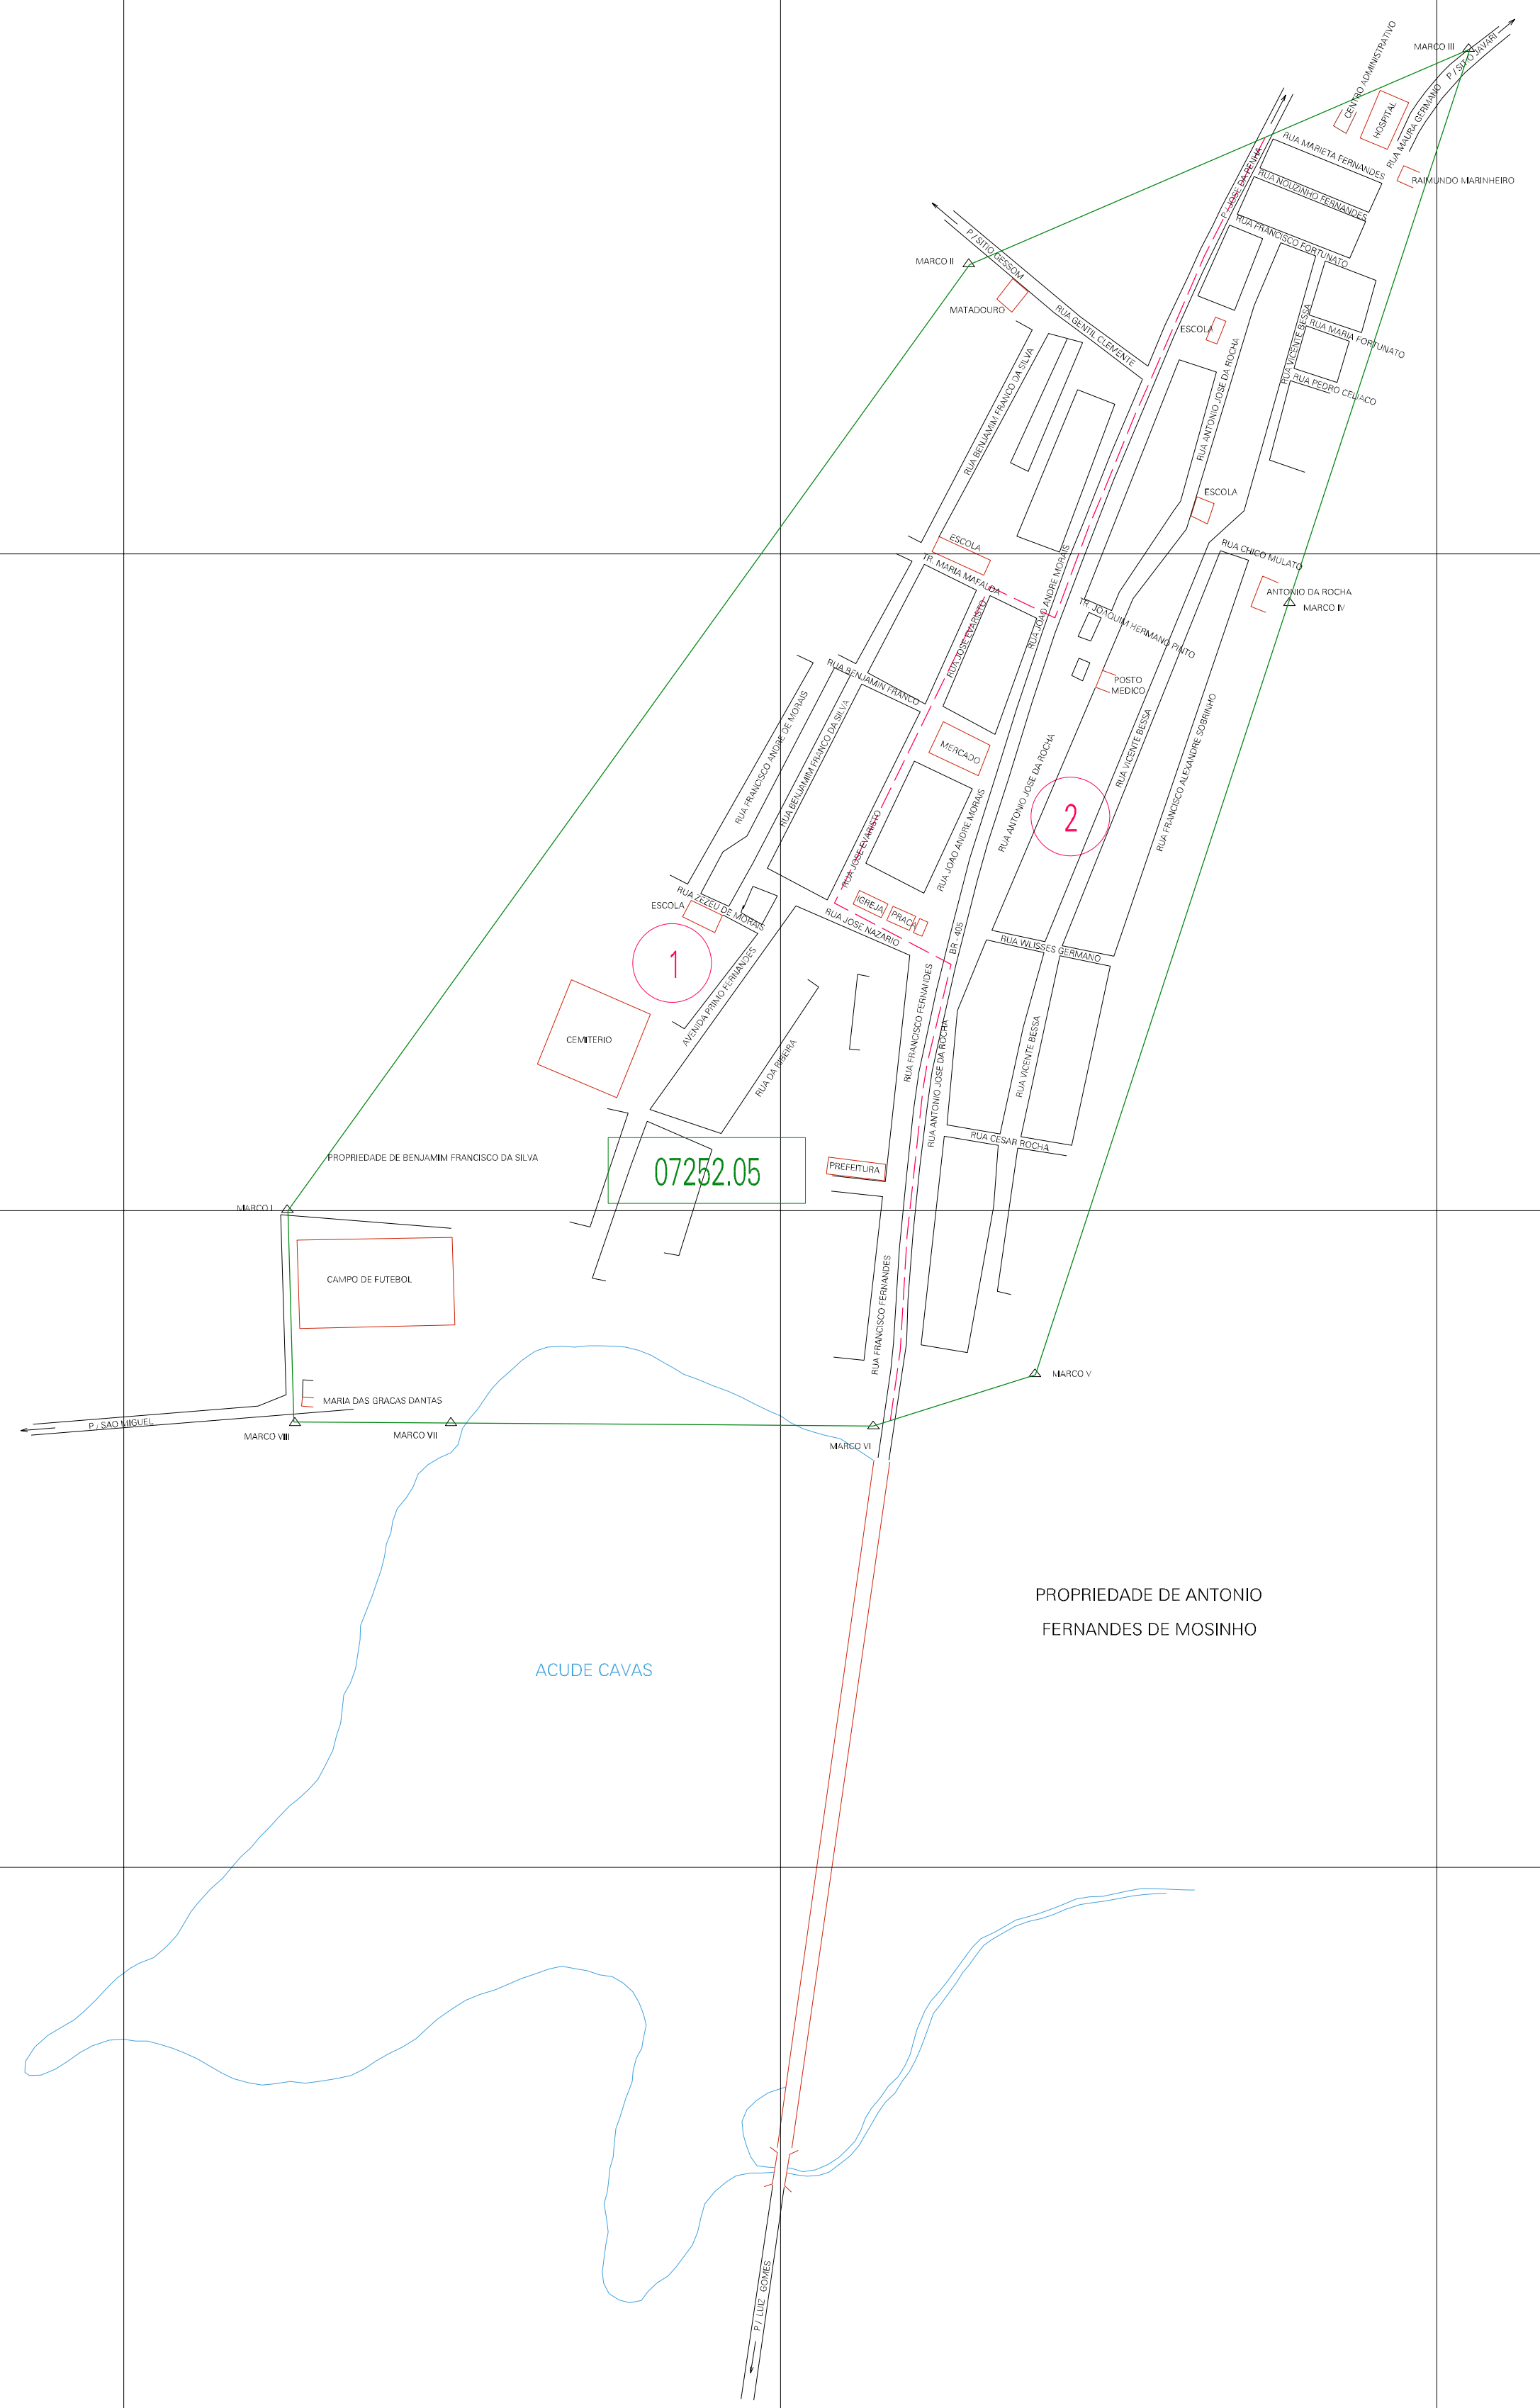 CENTRO ADMINISTRATIVO
MARCO III
P / SITIO JAVARI
HOSPITAL
RUA MAURA GERMANO
RUA MARIETA FERNANDES
RAIMUNDO MARINHEIRO
P / JOSE DA PENHA
RUA NOUZINHO FERNANDES
RUA FRANCISCO FORTUNATO
P / SITIO GESSOM
MARCO II
MATADOURO
RUA GENTIL CLEMENTE
ESCOLA
RUA VICENTE BESSA
RUA MARIA FORTUNATO
RUA PEDRO CELIACO
RUA BENJAMIM FRANCO DA SILVA
RUA ANTONIO JOSE DA ROCHA
ESCOLA
ESCOLA
RUA CHICO MULATO
TR. MARIA MAFALDA
RUA JOAO ANDRE MORAIS
ANTONIO DA ROCHA
MARCO IV
TR. JOAQUIM HERMANO PINTO
RUA JOSE EVARISTO
RUA BENJAMIN FRANCO
POSTO
MEDICO
RUA FRANCISCO ANDRE DE MORAIS
RUA BENJAMIM FRANCO DA SILVA
MERCADO
RUA ANTONIO JOSE DA ROCHA
RUA VICENTE BESSA
RUA FRANCISCO ALEXANDRE SOBRINHO
2
RUA JOSE EVARISTO
RUA JOAO ANDRE MORAIS
RUA ZEZEU DE MORAIS
ESCOLA
IGREJA
PRACA
RUA JOSE NAZARIO
BR - 405
RUA WLISSES GERMANO
1
AVENIDA PRIMO FERNANDES
RUA FRANCISCO FERNANDES
CEMITERIO
RUA DA RIBEIRA
RUA ANTONIO JOSE DA ROCHA
RUA VICENTE BESSA
RUA CESAR ROCHA
PROPRIEDADE DE BENJAMIM FRANCISCO DA SILVA
07252.05
PREFEITURA
MARCO I
CAMPO DE FUTEBOL
RUA FRANCISCO FERNANDES
MARCO V
MARIA DAS GRACAS DANTAS
P / SAO MIGUEL
MARCO VIII
MARCO VII
MARCO VI
PROPRIEDADE DE ANTONIO
FERNANDES DE MOSINHO
ACUDE CAVAS
P / LUIZ GOMES